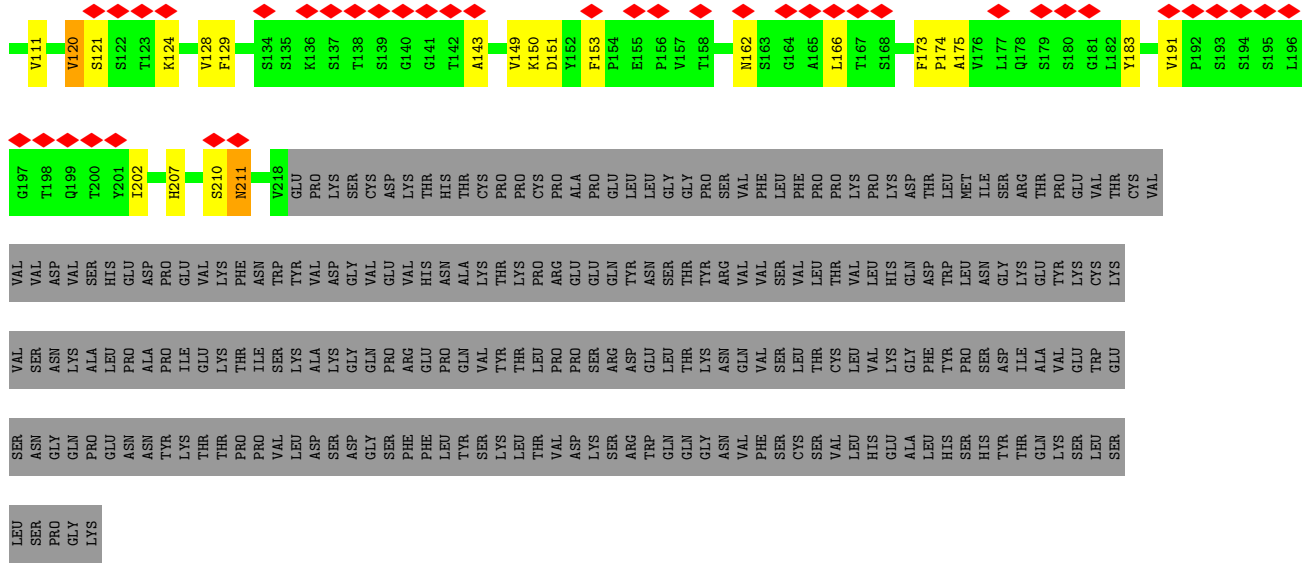 V111 V120 S121 S122 T123 K124 V128 F129 S134 S135 K136 S137 T138 S139 G140 G141 T142 A143 V149 K150 D151 Y152 F153 P154 E155 P156 V157 T158 N162 S163 G164 A165 L166 T167 S168 F173 P174 A175 V176 L177 Q178 S179 S180 G181 L182 Y183 V191 P192 S193 S194 S195 L196
G197 T198 Q199 T200 Y201 I202 H207 S210 N211 V218 GLU PRO LYS SER CYS ASP LYS THR HIS THR CYS PRO PRO CYS PRO ALA PRO GLU LEU LEU GLY GLY PRO SER VAL PHE LEU PHE PRO PRO LYS PRO LYS ASP THR LEU MET ILE SER ARG THR PRO GLU VAL THR CYS VAL
VAL VAL ASP VAL SER HIS GLU ASP PRO GLU VAL LYS PHE ASN TRP TYR VAL ASP GLY VAL GLU VAL HIS ASN ALA LYS THR LYS PRO ARG GLU GLU GLN TYR ASN SER THR TYR ARG VAL VAL SER VAL LEU THR VAL LEU HIS GLN ASP TRP LEU ASN GLY LYS GLU TYR LYS CYS LYS
VAL SER ASN LYS ALA LEU PRO ALA PRO ILE GLU LYS THR ILE SER LYS ALA LYS GLY GLN PRO ARG GLU PRO GLN VAL TYR THR LEU PRO PRO SER ARG ASP GLU LEU THR LYS ASN GLN VAL SER LEU THR CYS LEU VAL LYS GLY PHE TYR PRO SER ASP ILE ALA VAL GLU TRP GLU
SER ASN GLY GLN PRO GLU ASN ASN TYR LYS THR THR PRO PRO VAL LEU ASP SER ASP GLY SER PHE PHE LEU TYR SER LYS LEU THR VAL ASP LYS SER ARG TRP GLN GLN GLY ASN VAL PHE SER CYS SER VAL LEU HIS GLU ALA LEU HIS SER HIS TYR THR GLN LYS SER LEU SER
LEU SER PRO GLY LYS